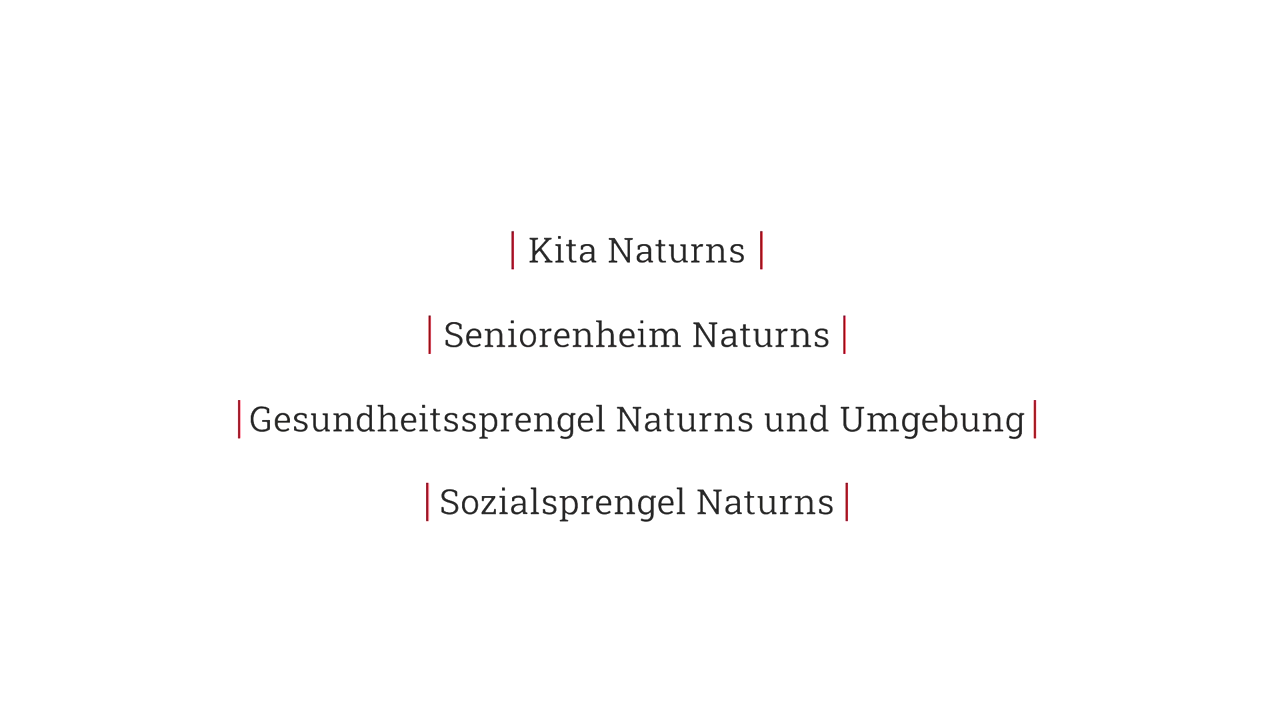 Kita Naturns
Seniorenheim Naturns
Gesundheitssprengel Naturns und Umgebung
Sozialsprengel Naturns